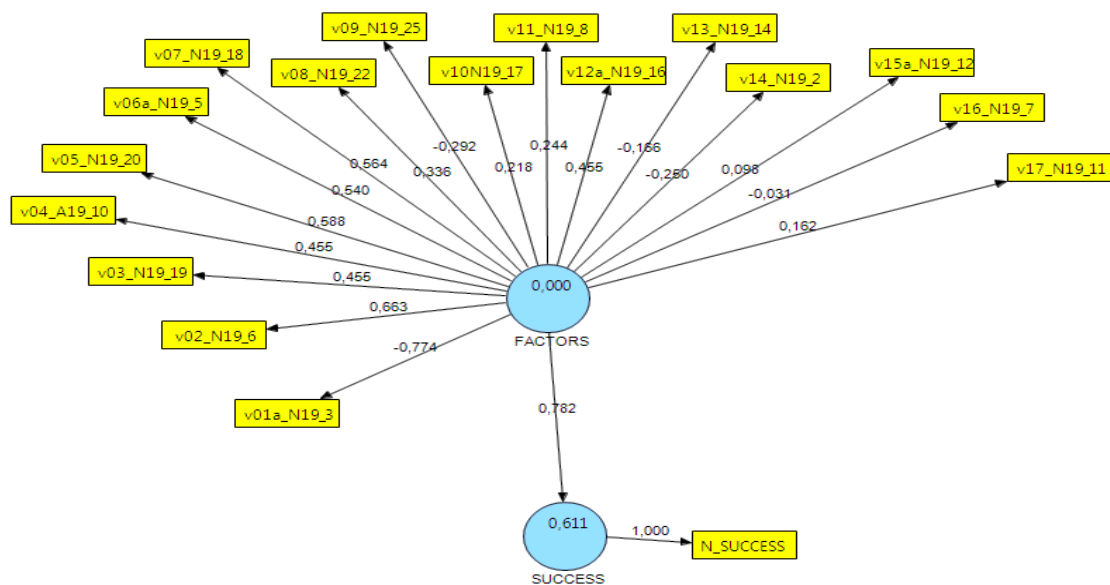 v09_N19_25
v11_N19_8
v13_N19_14
v07_N19_18
v08_N19_22
v10N19_17
v12a_N19_16
v14_N19_2
v15a_N19_12
v06a_N19_5
v16_N19_7
v05_N19_20
v17_N19_11
v04_A19_10
v03_N19_19
v02_N19_6
v01a_N19_3
0,564
0,336
-0,292
0,218
0,244
0,455
-0,166
-0,250
0,098
-0,031
0,162
0,540
0,588
0,455
0,455
0,663
-0,774
0,000
FACTORS
0,782
0,611
SUCCESS
1,000
N_SUCCESS